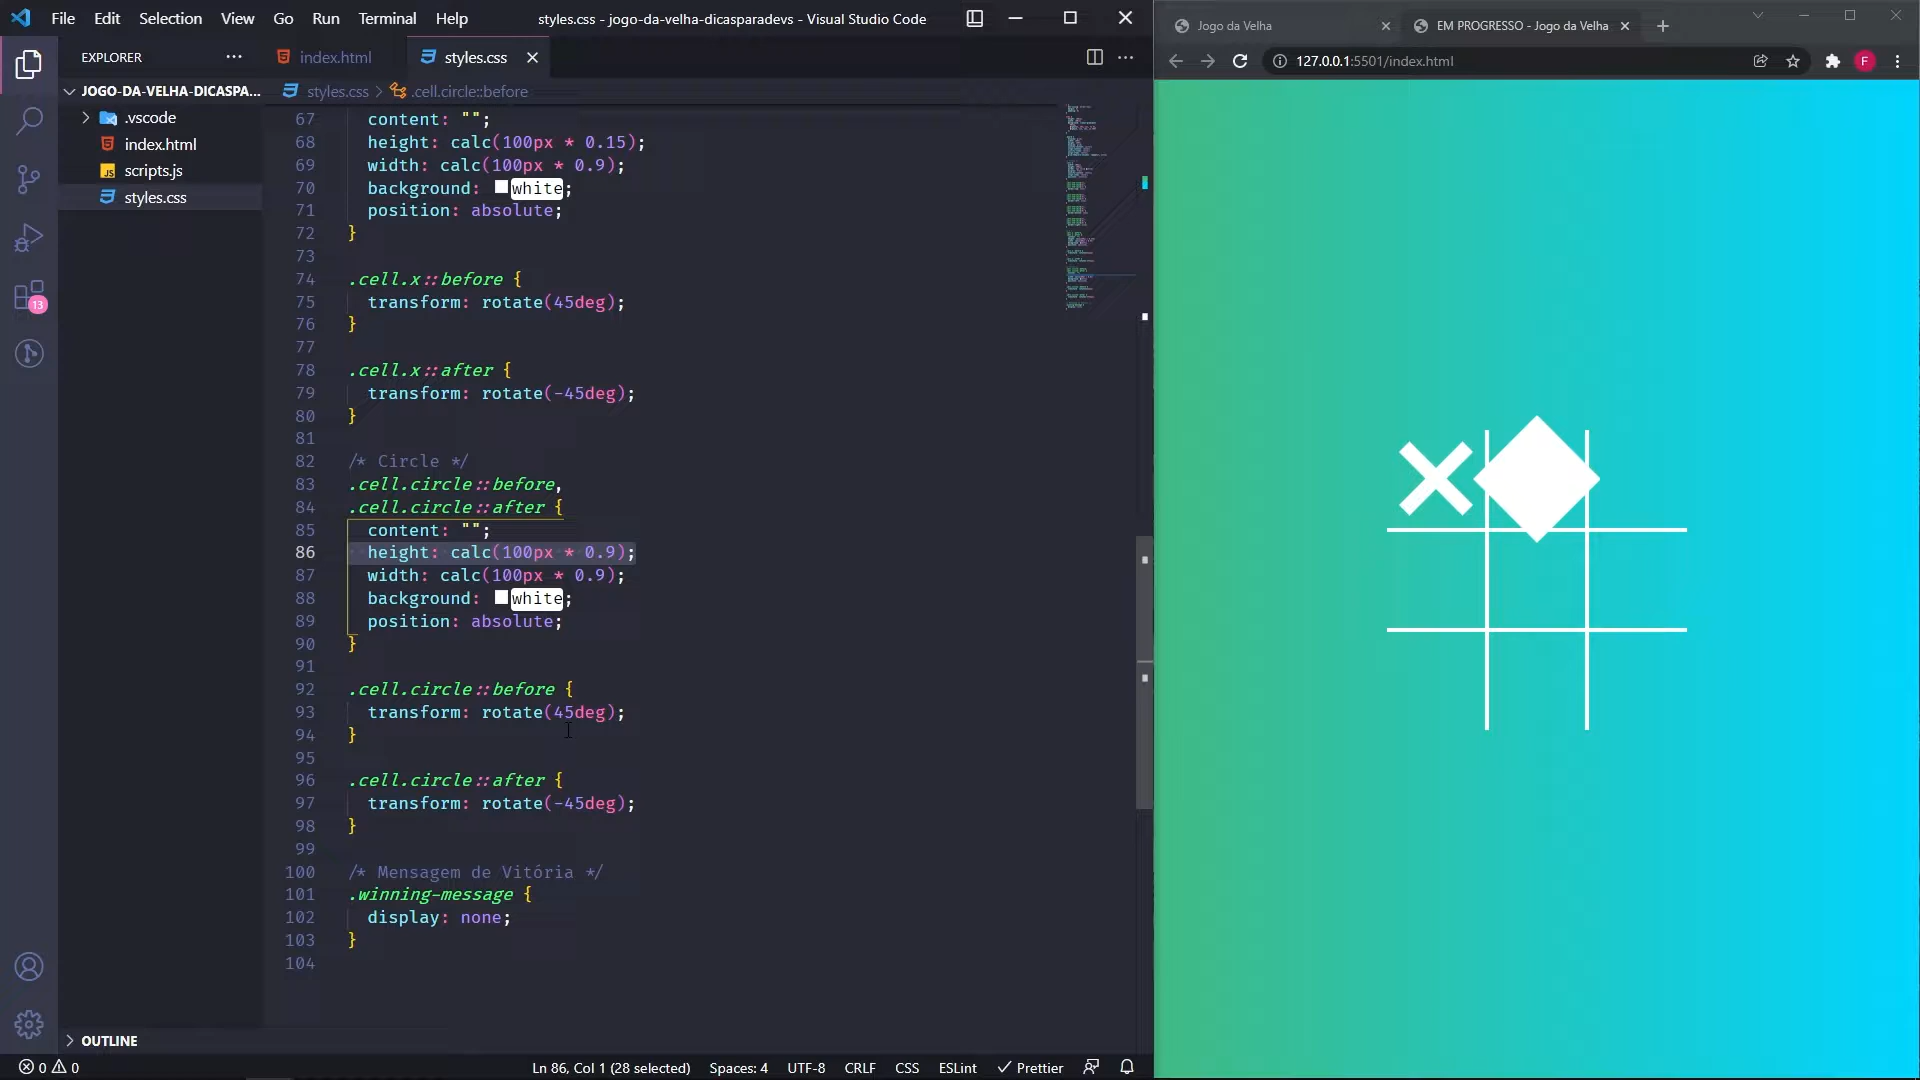 File Edit Selection View Go Run Terminal Help
styles.css - jogo-da-velha-dicasparadevs - Visual Studio Code
EXPLORER
index.html
styles.css
JOGO-DA-VELHA-DICASPA...
.vscode
index.html
scripts.js
styles.css
13
OUTLINE
styles.css > .cell.circle::before
67 content: "";
68 height: calc(100px * 0.15);
69 width: calc(100px * 0.9);
70 background: white;
71 position: absolute;
72 }
73
74 .cell.x::before {
75 transform: rotate(45deg);
76 }
77
78 .cell.x::after {
79 transform: rotate(-45deg);
80 }
81
82 /* Circle */
83 .cell.circle::before,
84 .cell.circle::after {
85 content: "";
86 height: calc(100px * 0.9);
87 width: calc(100px * 0.9);
88 background: white;
89 position: absolute;
90 }
91
92 .cell.circle::before {
93 transform: rotate(45deg);
94 }
95
96 .cell.circle::after {
97 transform: rotate(-45deg);
98 }
99
100 /* Mensagem de Vitória */
101 .winning-message {
102 display: none;
103 }
104
0 0
Ln 86, Col 1 (28 selected) Spaces: 4 UTF-8 CRLF CSS ESLint Prettier
Jogo da Velha
EM PROGRESSO - Jogo da Velha
127.0.0.1:5501/index.html
F